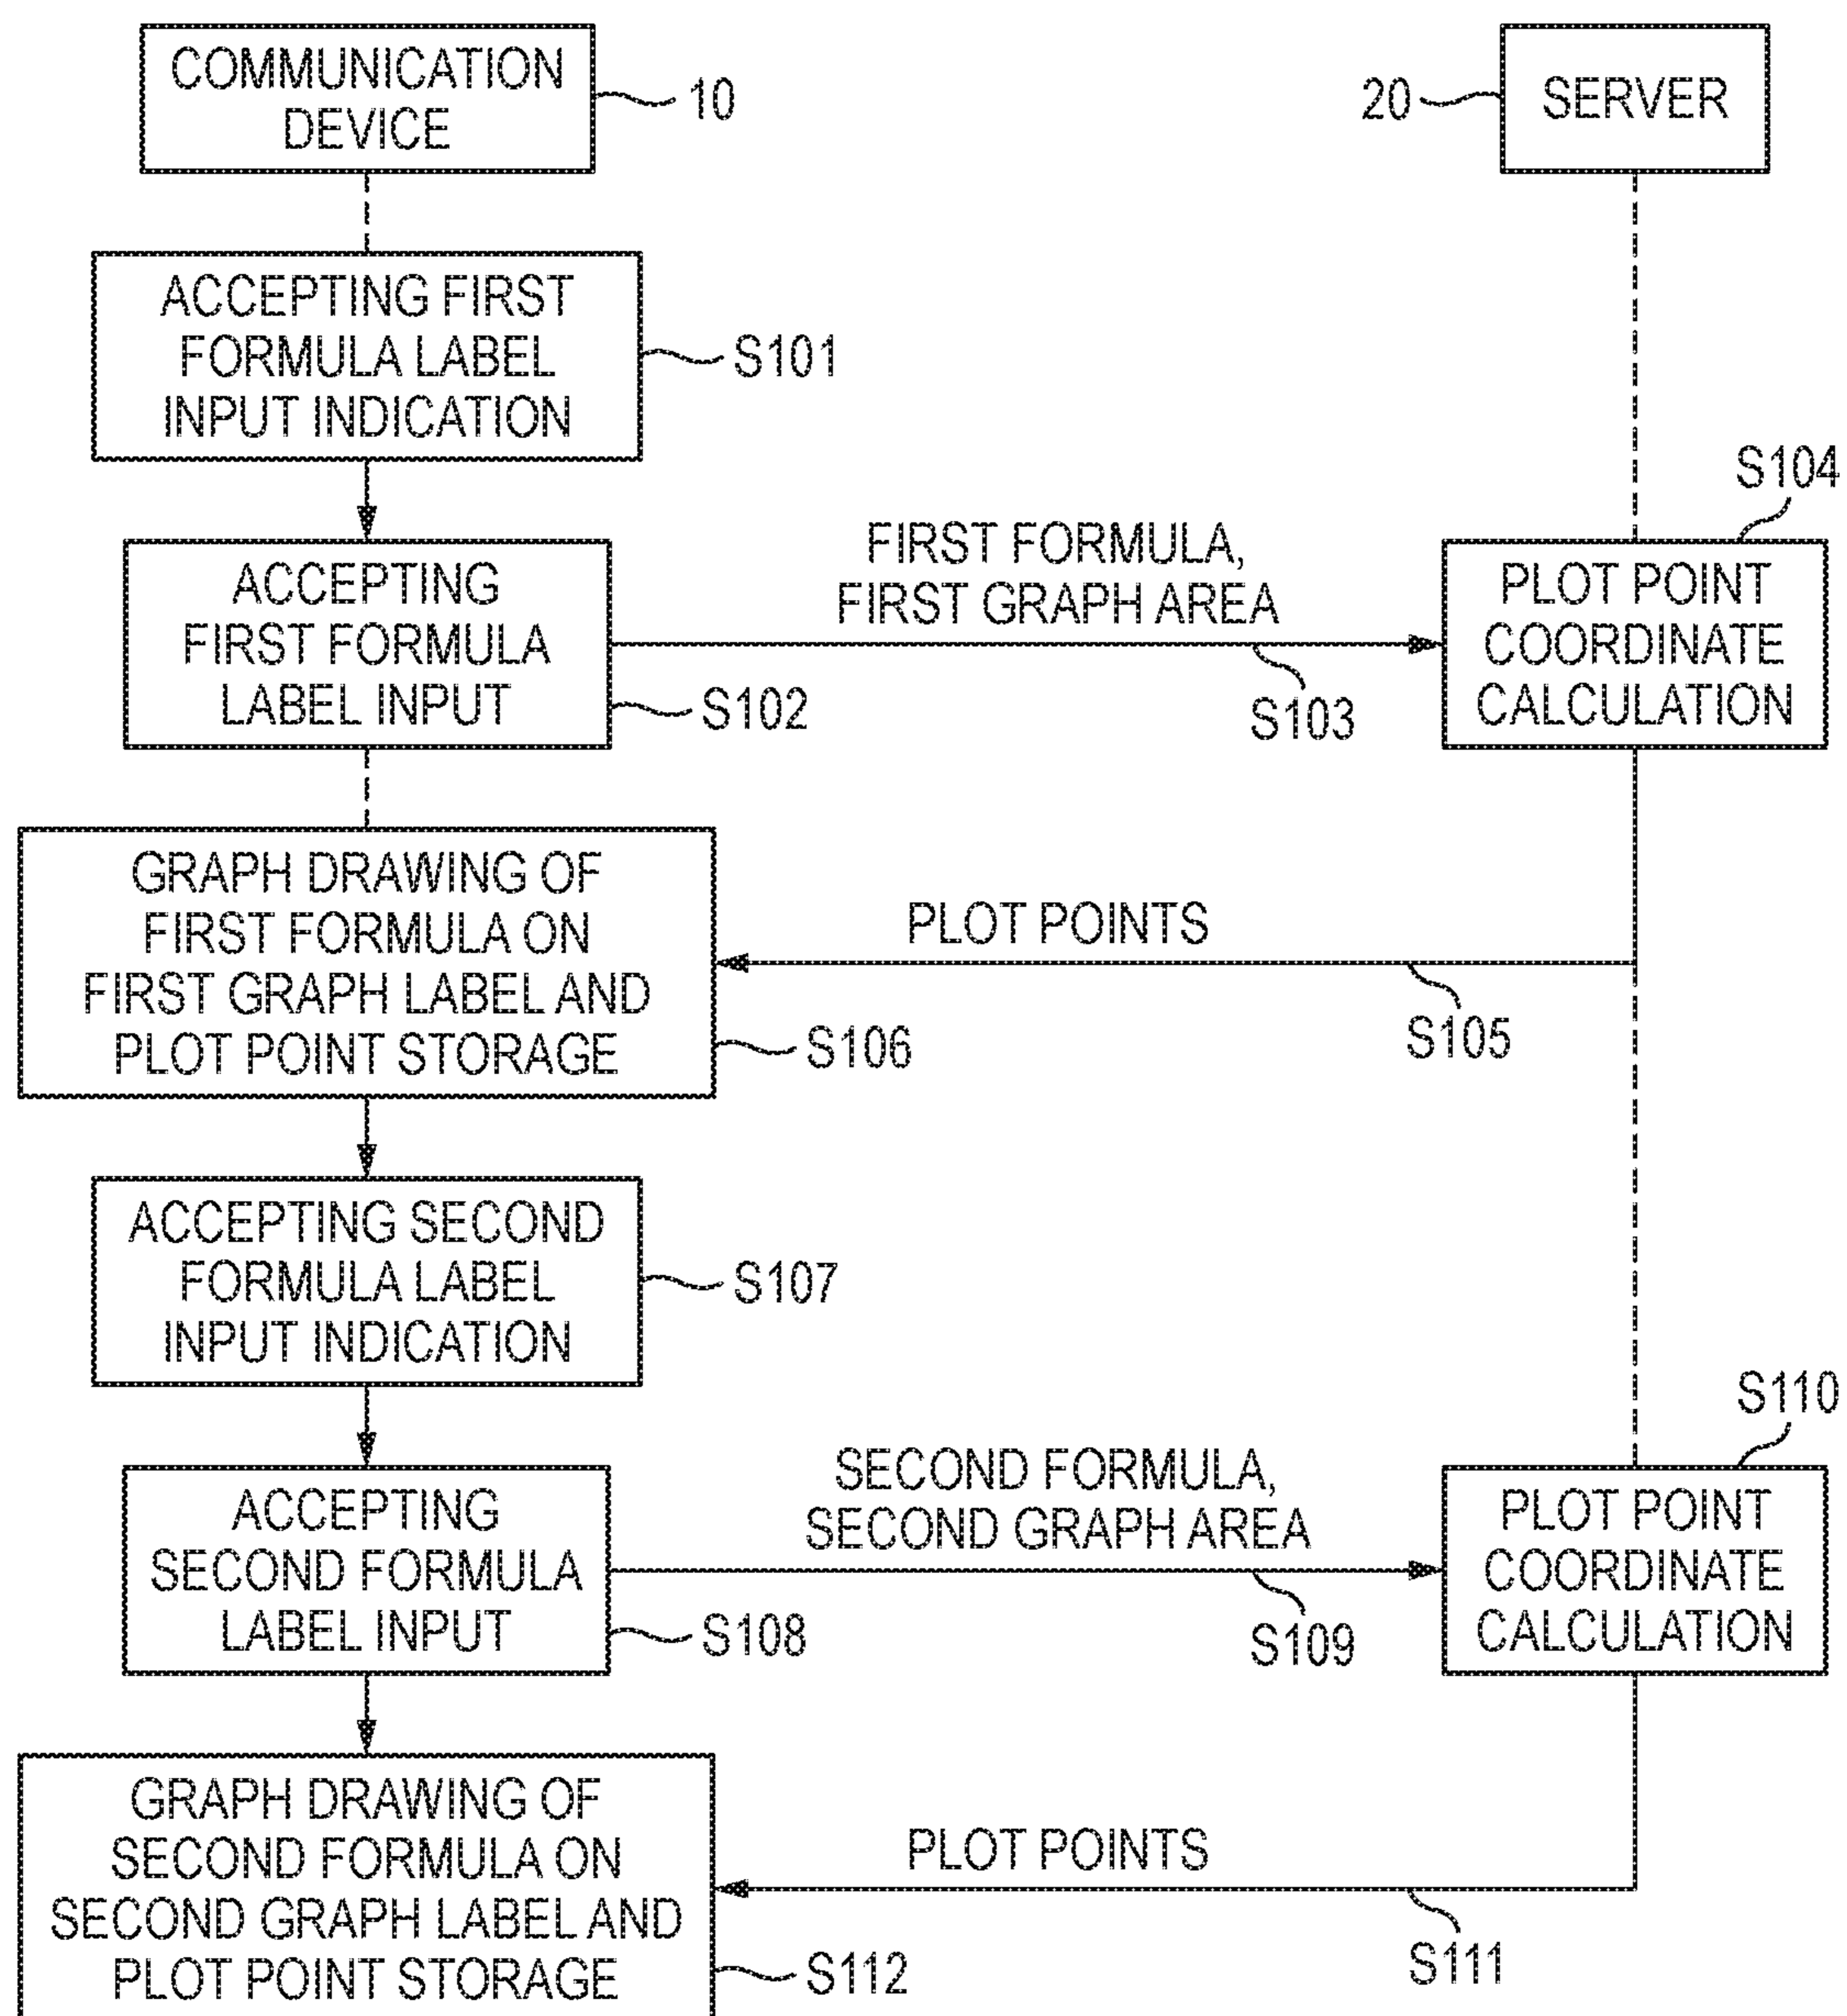 COMMUNICATION
DEVICE
10
20
SERVER
ACCEPTING FIRST
FORMULA LABEL
INPUT INDICATION
S101
S104
ACCEPTING
FIRST FORMULA
LABEL INPUT
S102
FIRST FORMULA,
FIRST GRAPH AREA
S103
PLOT POINT
COORDINATE
CALCULATION
GRAPH DRAWING OF
FIRST FORMULA ON
FIRST GRAPH LABEL AND
PLOT POINT STORAGE
S106
PLOT POINTS
S105
ACCEPTING SECOND
FORMULA LABEL
INPUT INDICATION
S107
S110
ACCEPTING
SECOND FORMULA
LABEL INPUT
S108
SECOND FORMULA,
SECOND GRAPH AREA
S109
PLOT POINT
COORDINATE
CALCULATION
GRAPH DRAWING OF
SECOND FORMULA ON
SECOND GRAPH LABEL AND
PLOT POINT STORAGE
S112
PLOT POINTS
S111